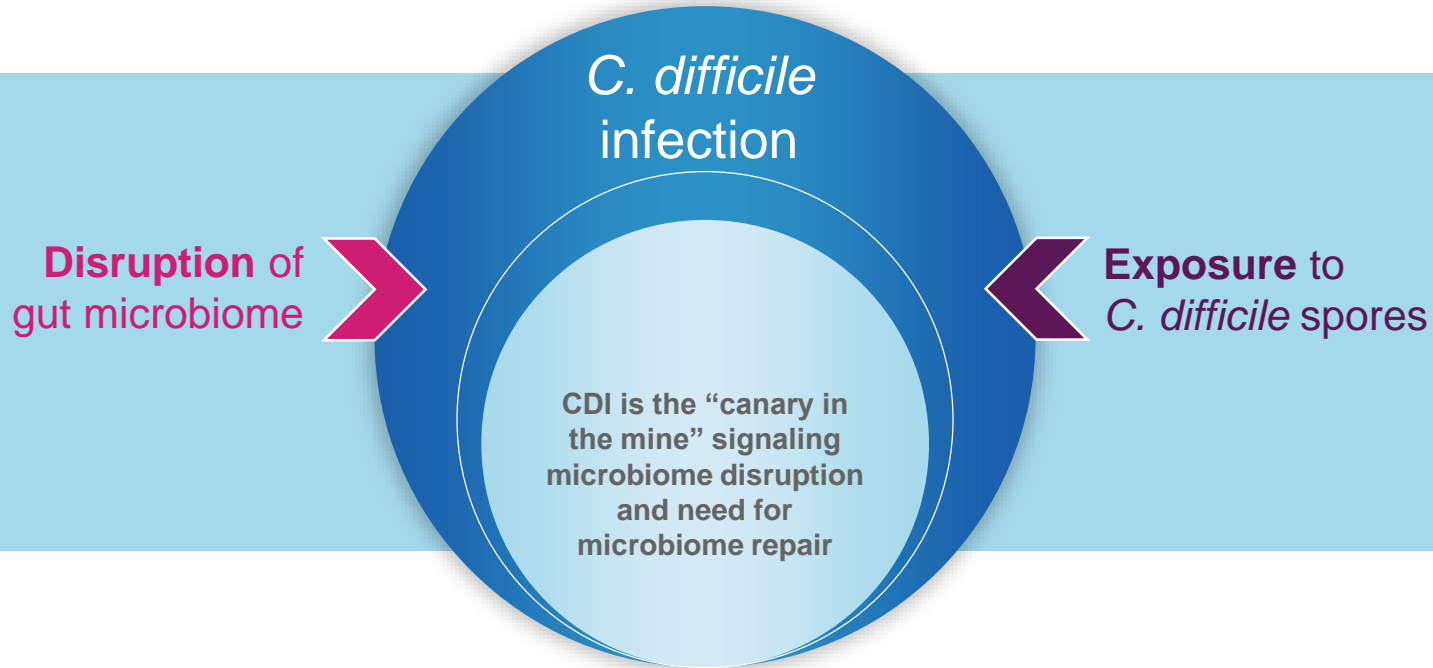 C. difficile
infection
Disruption of
gut microbiome
Exposure to
C. difficile spores
CDI is the “canary in
the mine” signaling
microbiome disruption
and need for
microbiome repair